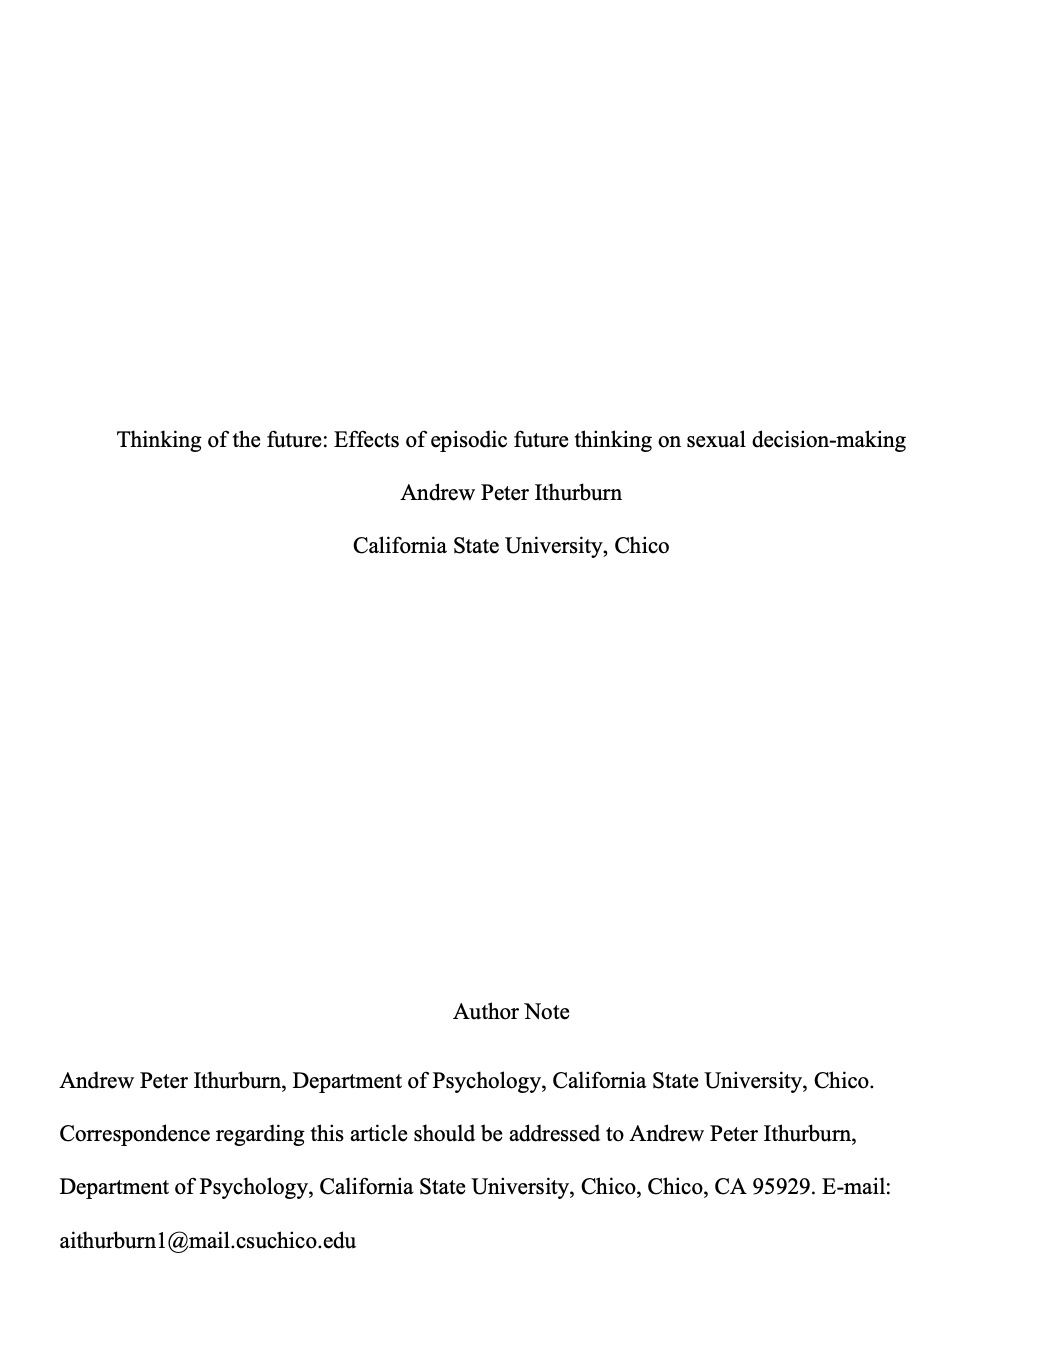 Thinking of the future: Effects of episodic future thinking on sexual decision-making
Andrew Peter Ithurburn
California State University, Chico
Author Note
Andrew Peter Ithurburn, Department of Psychology, California State University, Chico.
Correspondence regarding this article should be addressed to Andrew Peter Ithurburn,
Department of Psychology, California State University, Chico, Chico, CA 95929. E-mail:
aithurburn1@mail.csuchico.edu